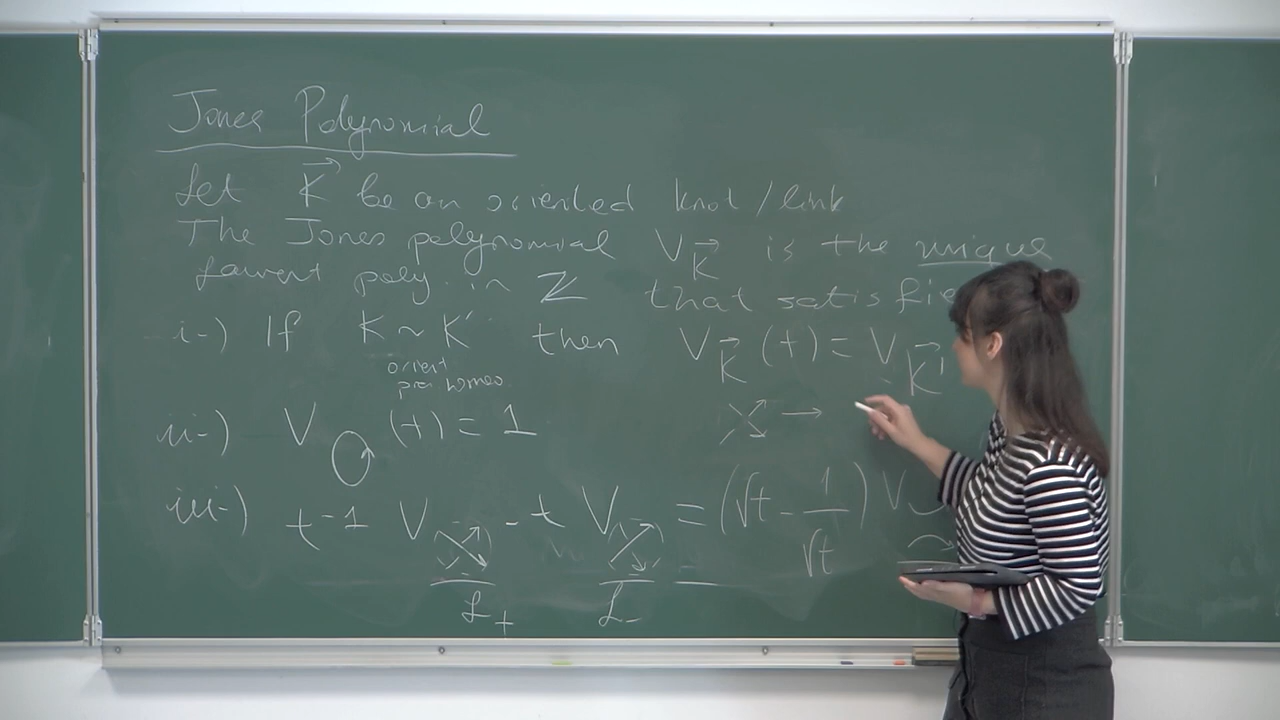 Jones Polynomial
Let K⃗ be an oriented knot/link
The Jones polynomial V_K⃗ is the unique
Laurent poly. in ℤ that satisfie
i-) If K ~ K' then V_K⃗ (t) = V_K⃗'
orient
pres. homeo
ii-) V_O (t) = 1
iii-) t^-1 V - t V = (√t - 1/√t) V
L+ L-